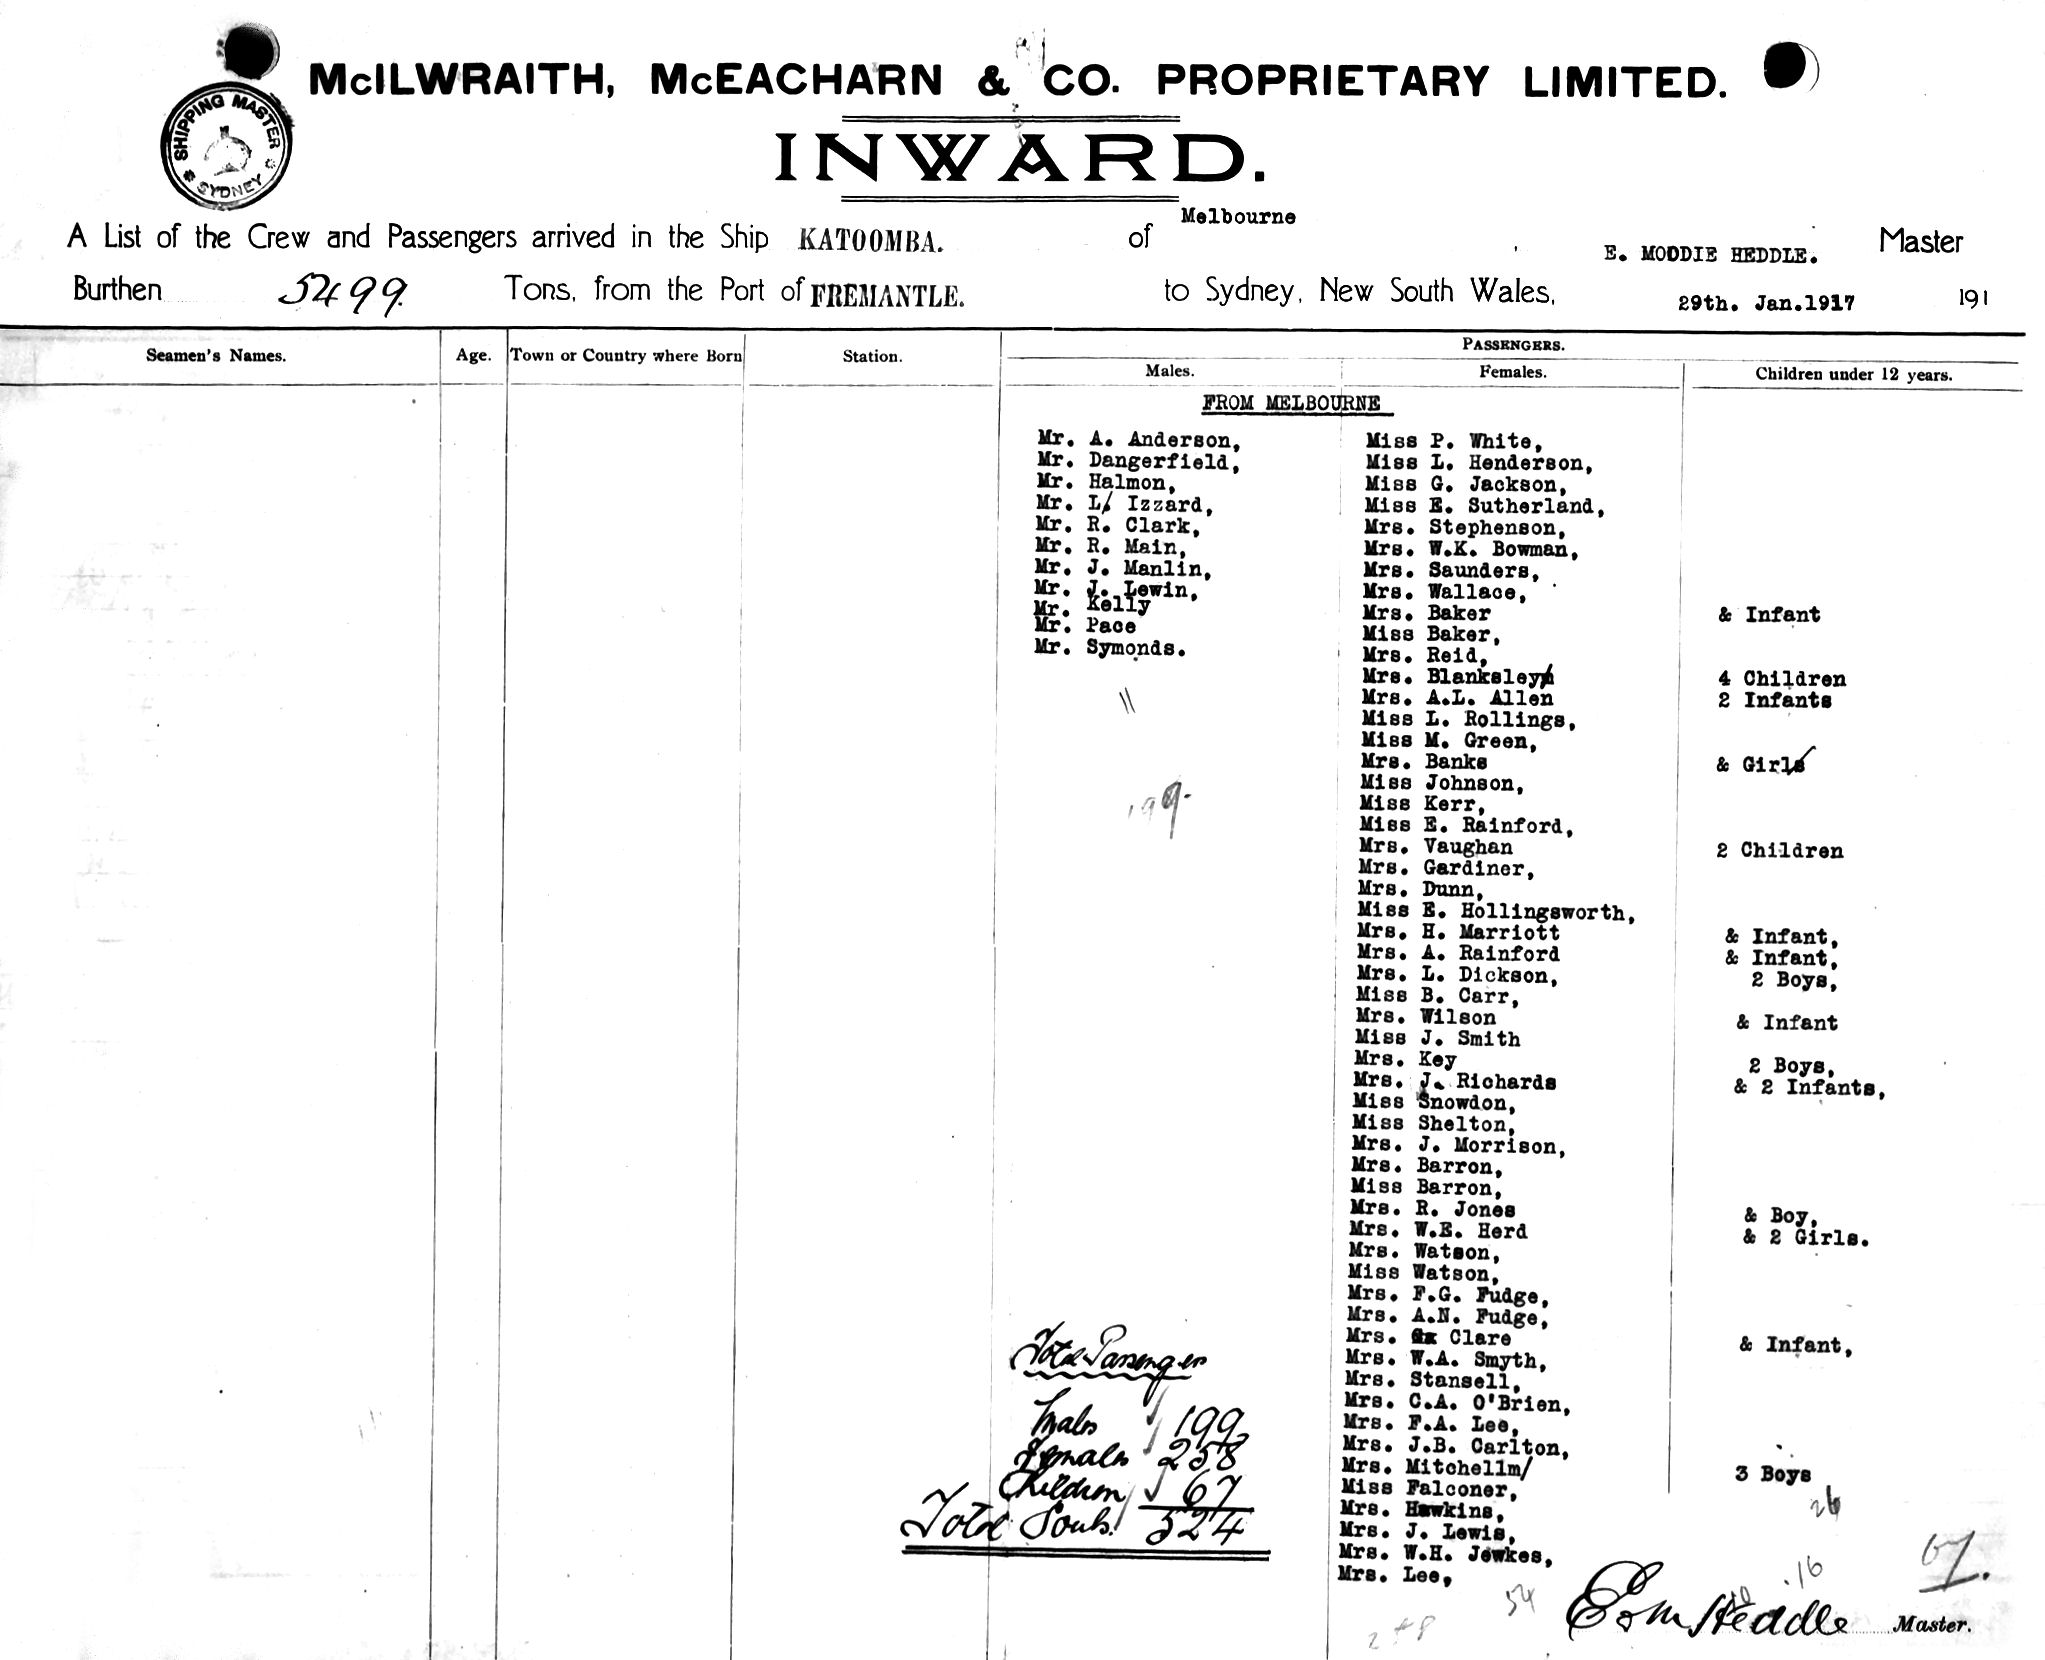 McILWRAITH, McEACHARN & CO. PROPRIETARY LIMITED.
SHIPPING MASTER
SYDNEY
INWARD.
A List of the Crew and Passengers arrived in the Ship KATOOMBA. of Melbourne E. MODDIE HEDDLE. Master
Burthen 5499. Tons, from the Port of FREMANTLE. to Sydney, New South Wales, 29th. Jan.1917 191
PASSENGERS.
Seamen's Names. Age. Town or Country where Born Station. Males. Females. Children under 12 years.
FROM MELBOURNE
Mr. A. Anderson, Miss P. White,
Mr. Dangerfield, Miss L. Henderson,
Mr. Halmon, Miss G. Jackson,
Mr. L/ Izzard, Miss E. Sutherland,
Mr. R. Clark, Mrs. Stephenson,
Mr. R. Main, Mrs. W.K. Bowman,
Mr. J. Manlin, Mrs. Saunders,
Mr. J. Lewin, Mrs. Wallace,
Mr. Kelly Mrs. Baker & Infant
Mr. Pace Miss Baker,
Mr. Symonds. Mrs. Reid,
Mrs. Blanksley 4 Children
11 Mrs. A.L. Allen 2 Infants
Miss L. Rollings,
Miss M. Green,
Mrs. Banks & Girl
Miss Johnson,
199. Miss Kerr,
Miss E. Rainford,
Mrs. Vaughan 2 Children
Mrs. Gardiner,
Mrs. Dunn,
Miss E. Hollingsworth,
Mrs. H. Marriott & Infant,
Mrs. A. Rainford & Infant,
Mrs. L. Dickson, 2 Boys,
Miss B. Carr,
Mrs. Wilson & Infant
Miss J. Smith
Mrs. Key 2 Boys,
Mrs. J. Richards & 2 Infants,
Miss Snowdon,
Miss Shelton,
Mrs. J. Morrison,
Mrs. Barron,
Miss Barron,
Mrs. R. Jones & Boy,
Mrs. W.E. Herd & 2 Girls.
Mrs. Watson,
Miss Watson,
Mrs. F.G. Fudge,
Mrs. A.N. Fudge,
Mrs. Clare & Infant,
Total Passenger Mrs. W.A. Smyth,
Mrs. Stansell,
Mrs. C.A. O'Brien,
Males 199 Mrs. F.A. Lee,
Females 258 Mrs. J.B. Carlton,
Mrs. Mitchellm/ 3 Boys
Children 67 Miss Falconer,
26
Total Souls. 524 Mrs. Hawkins,
Mrs. J. Lewis,
Mrs. W.H. Jewkes, 67.
Mrs. Lee, 54 16
258 E. M Heddle Master.